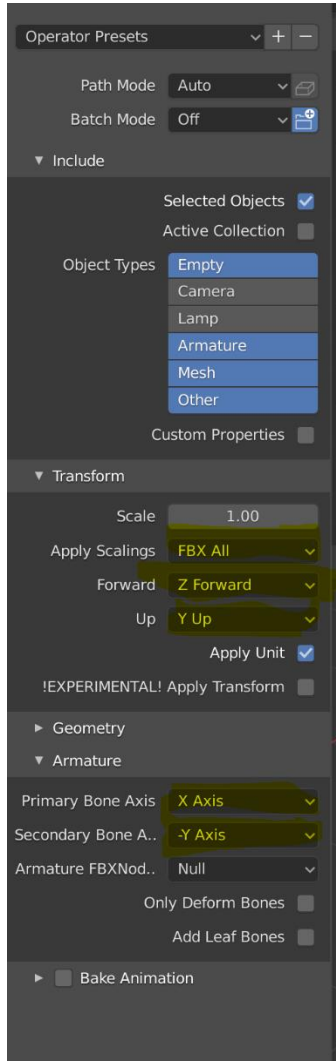 Operator Presets
Path Mode Auto
Batch Mode Off
Include
Selected Objects
Active Collection
Object Types Empty
Camera
Lamp
Armature
Mesh
Other
Custom Properties
Transform
Scale 1.00
Apply Scalings FBX All
Forward Z Forward
Up Y Up
Apply Unit
!EXPERIMENTAL! Apply Transform
Geometry
Armature
Primary Bone Axis X Axis
Secondary Bone A.. -Y Axis
Armature FBXNod.. Null
Only Deform Bones
Add Leaf Bones
Bake Animation